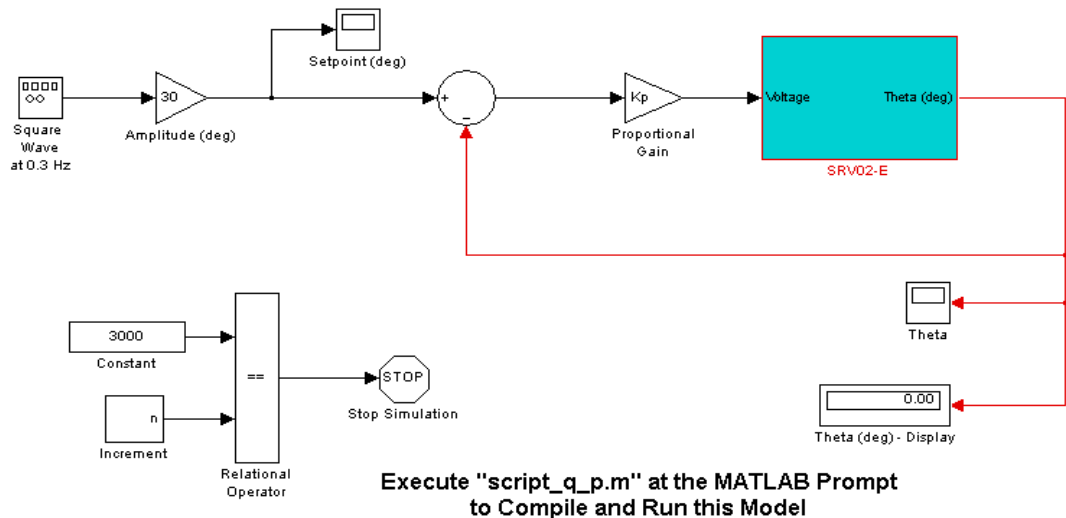 Setpoint (deg)
30
Square
Wave
at 0.3 Hz
Amplitude (deg)
+
−
Kp
Proportional
Gain
Voltage
Theta (deg)
SRV02-E
3000
Constant
n
Increment
==
Relational
Operator
STOP
Stop Simulation
Theta
0.00
Theta (deg) - Display
Execute "script_q_p.m" at the MATLAB Prompt
to Compile and Run this Model